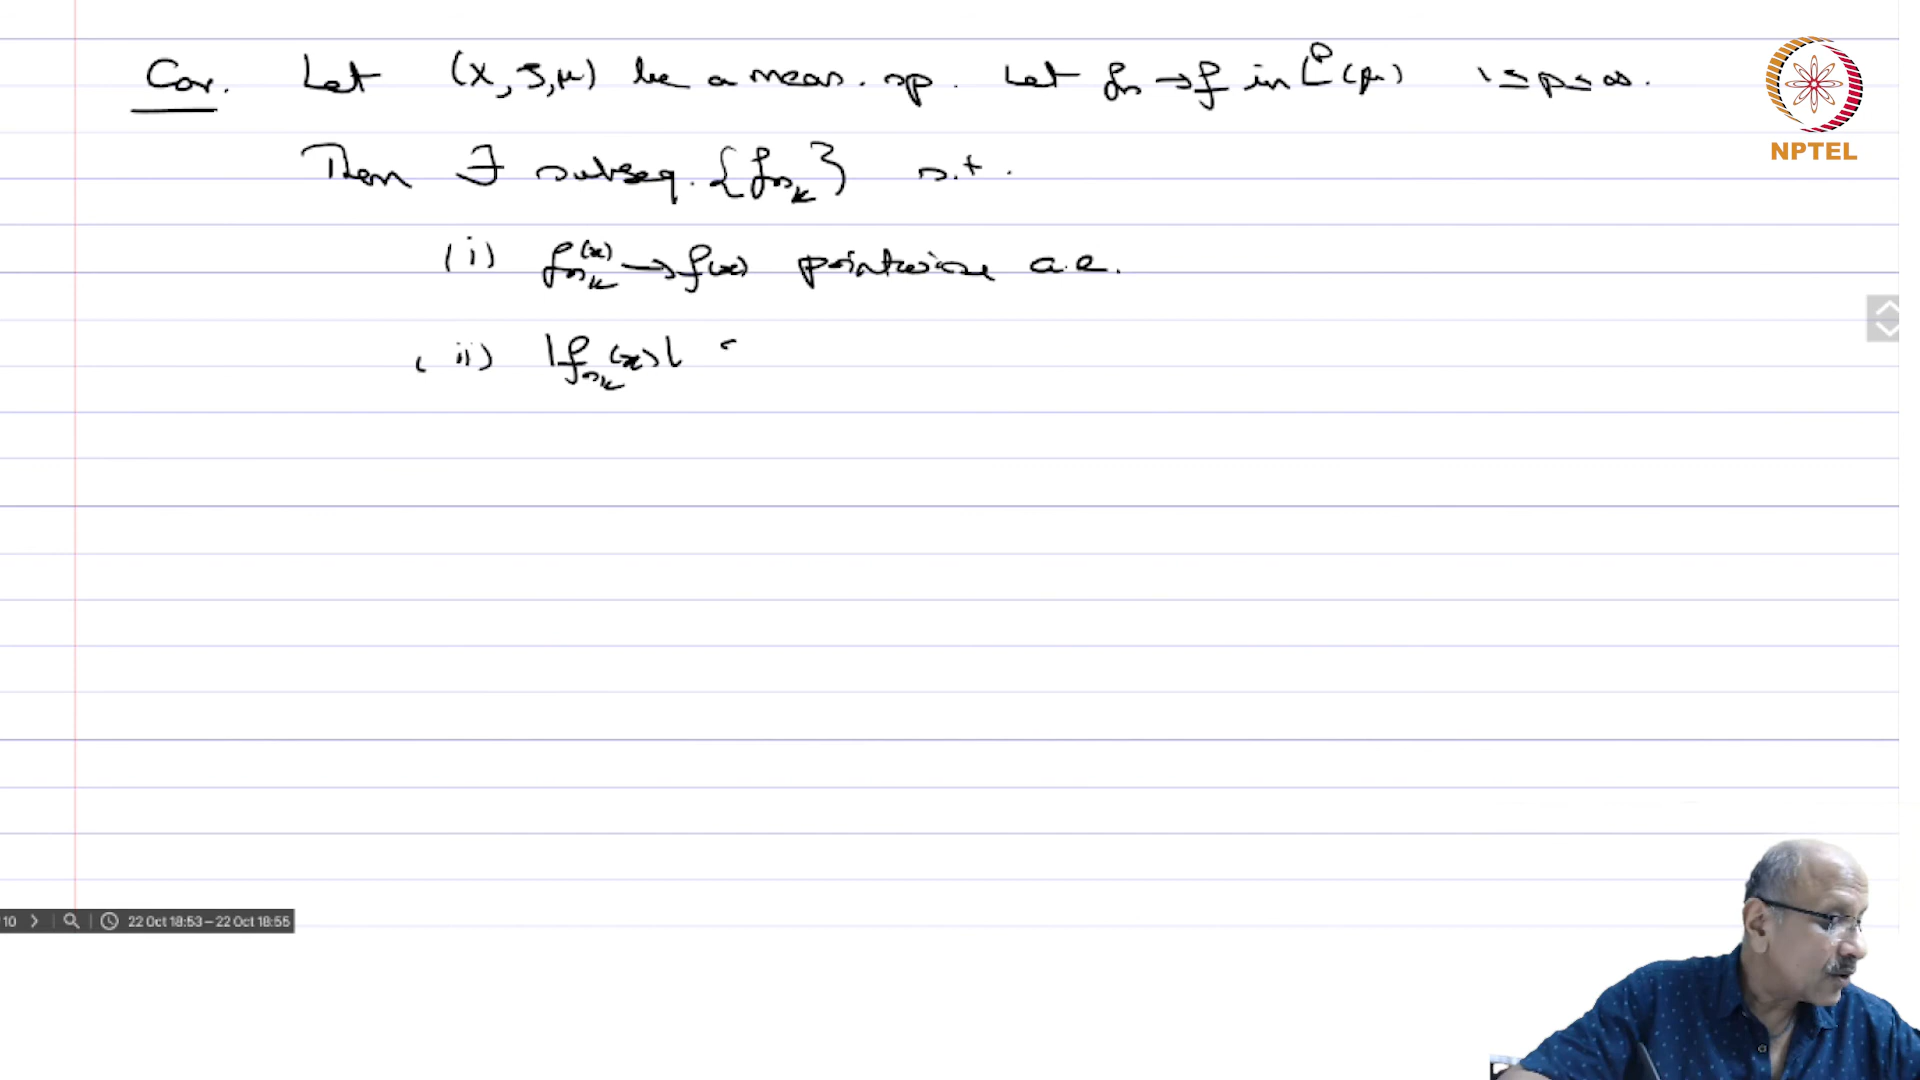 Cor. Let (X, S, μ) be a meas. sp. Let fₙ → f in Lᵖ(μ) 1 ≤ p ≤ ∞.
NPTEL
Then ∃ subseq. {fₙₖ} s.t.
(i) fₙₖ(x) → f(x) pointwise a.e.
(ii) |fₙₖ(x)|
10 22 Oct 18:53 – 22 Oct 18:55